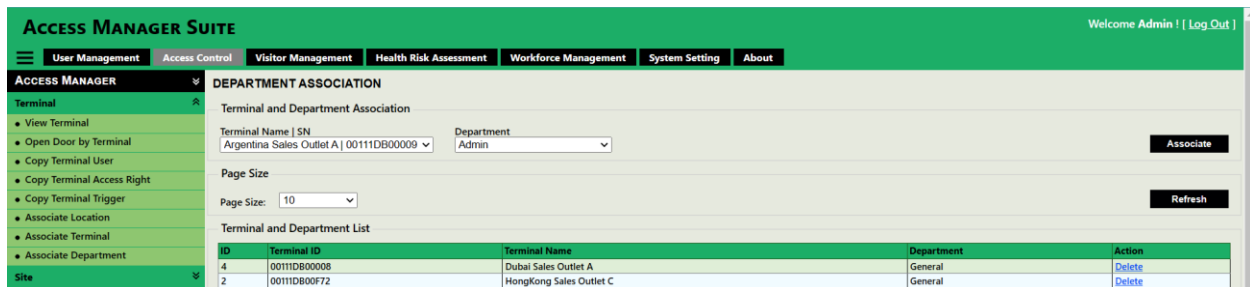 ACCESS MANAGER SUITE
Welcome Admin ! [ Log Out ]
User Management Access Control Visitor Management Health Risk Assessment Workforce Management System Setting About
ACCESS MANAGER
Terminal
View Terminal
Open Door by Terminal
Copy Terminal User
Copy Terminal Access Right
Copy Terminal Trigger
Associate Location
Associate Terminal
Associate Department
Site
DEPARTMENT ASSOCIATION
Terminal and Department Association
Terminal Name | SN Department
Argentina Sales Outlet A | 00111DB00009 Admin Associate
Page Size
Page Size: 10 Refresh
Terminal and Department List
ID Terminal ID Terminal Name Department Action
4 00111DB00008 Dubai Sales Outlet A General Delete
2 00111DB00F72 HongKong Sales Outlet C General Delete